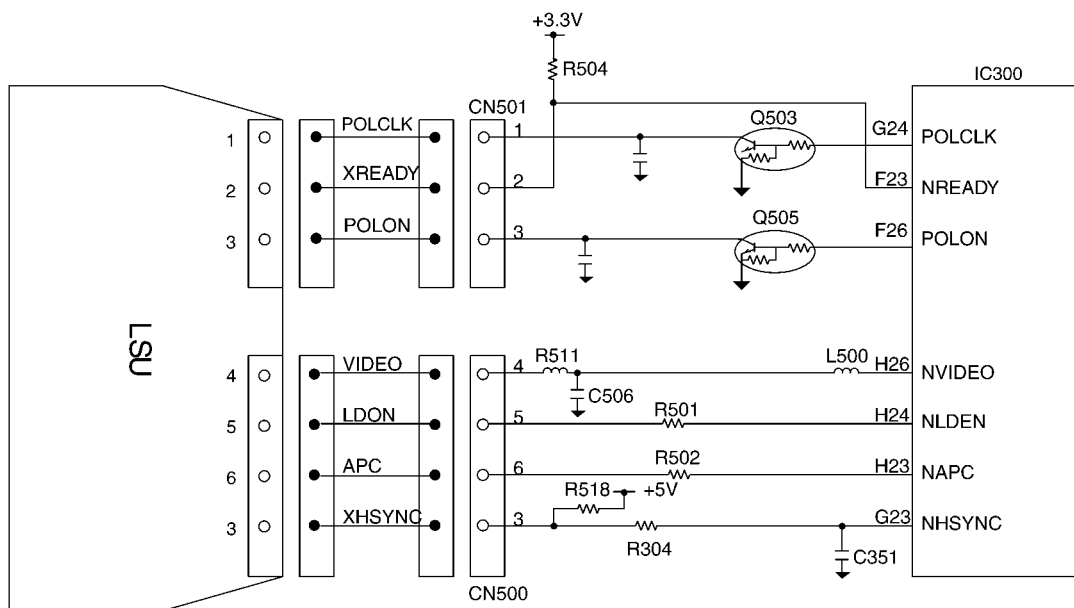 +3.3V
R504
IC300
CN501
1 POLCLK 1 Q503 G24 POLCLK
2 XREADY 2 F23 NREADY
3 POLON 3 Q505 F26 POLON
LSU
4 VIDEO 4 R511 C506 L500 H26 NVIDEO
5 LDON 5 R501 H24 NLDEN
6 APC 6 R502 H23 NAPC
R518 +5V
3 XHSYNC 3 R304 C351 G23 NHSYNC
CN500